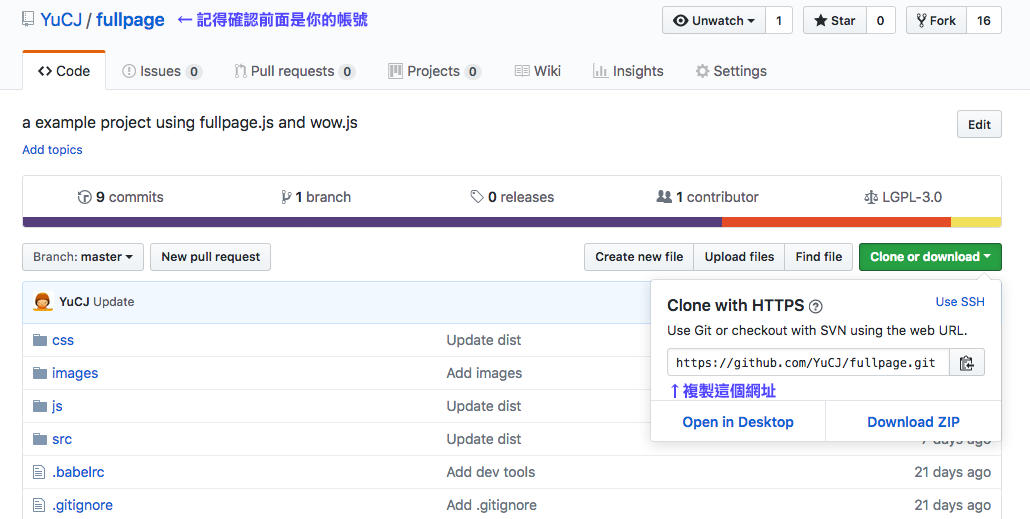 YuCJ / fullpage ← 記得確認前面是你的帳號 Unwatch 1 Star 0 Fork 16
Code Issues 0 Pull requests 0 Projects 0 Wiki Insights Settings
a example project using fullpage.js and wow.js Edit
Add topics
9 commits 1 branch 0 releases 1 contributor LGPL-3.0
Branch: master New pull request Create new file Upload files Find file Clone or download
YuCJ Update
Clone with HTTPS ? Use SSH
Use Git or checkout with SVN using the web URL.
https://github.com/YuCJ/fullpage.git
↑複製這個網址
Open in Desktop Download ZIP
css Update dist
images Add images
js Update dist
src Update dist 7 days ago
.babelrc Add dev tools 21 days ago
.gitignore Add .gitignore 21 days ago